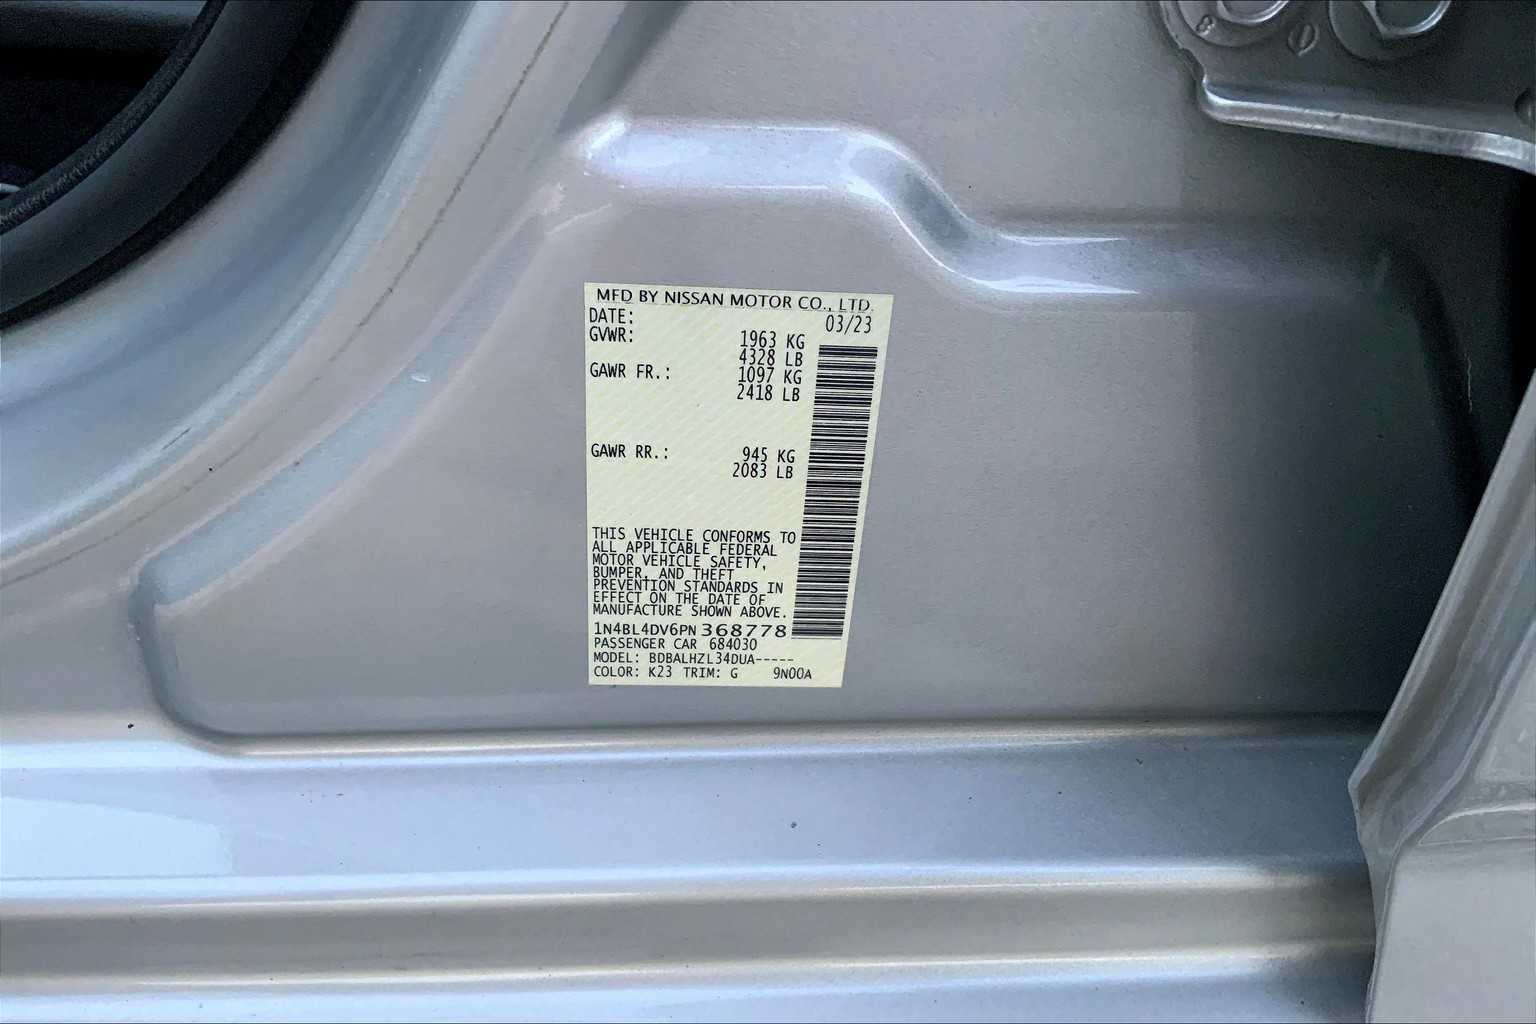 MFD BY NISSAN MOTOR CO., LTD.
DATE: 03/23
GVWR: 1963 KG
4328 LB
GAWR FR.: 1097 KG
2418 LB
GAWR RR.: 945 KG
2083 LB
THIS VEHICLE CONFORMS TO
ALL APPLICABLE FEDERAL
MOTOR VEHICLE SAFETY,
BUMPER, AND THEFT
PREVENTION STANDARDS IN
EFFECT ON THE DATE OF
MANUFACTURE SHOWN ABOVE.
1N4BL4DV6PN368778
PASSENGER CAR 684030
MODEL: BDBALHZL34DUA-----
COLOR: K23 TRIM: G 9N00A